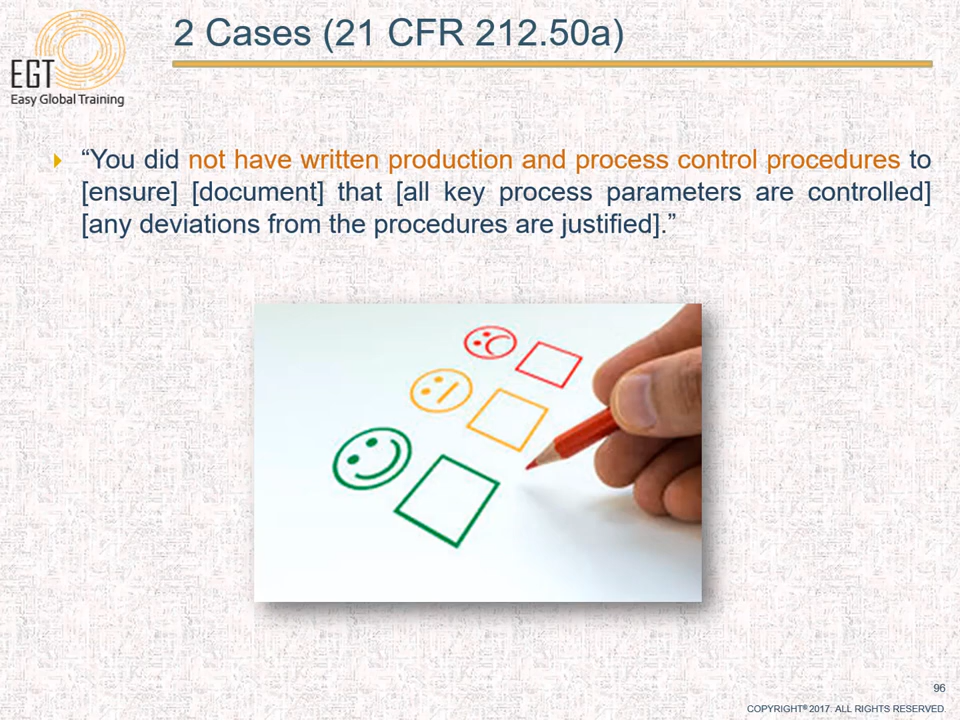 2 Cases (21 CFR 212.50a)
EGT
Easy Global Training
“You did not have written production and process control procedures to
[ensure] [document] that [all key process parameters are controlled]
[any deviations from the procedures are justified].”
96
COPYRIGHT® 2017. ALL RIGHTS RESERVED.